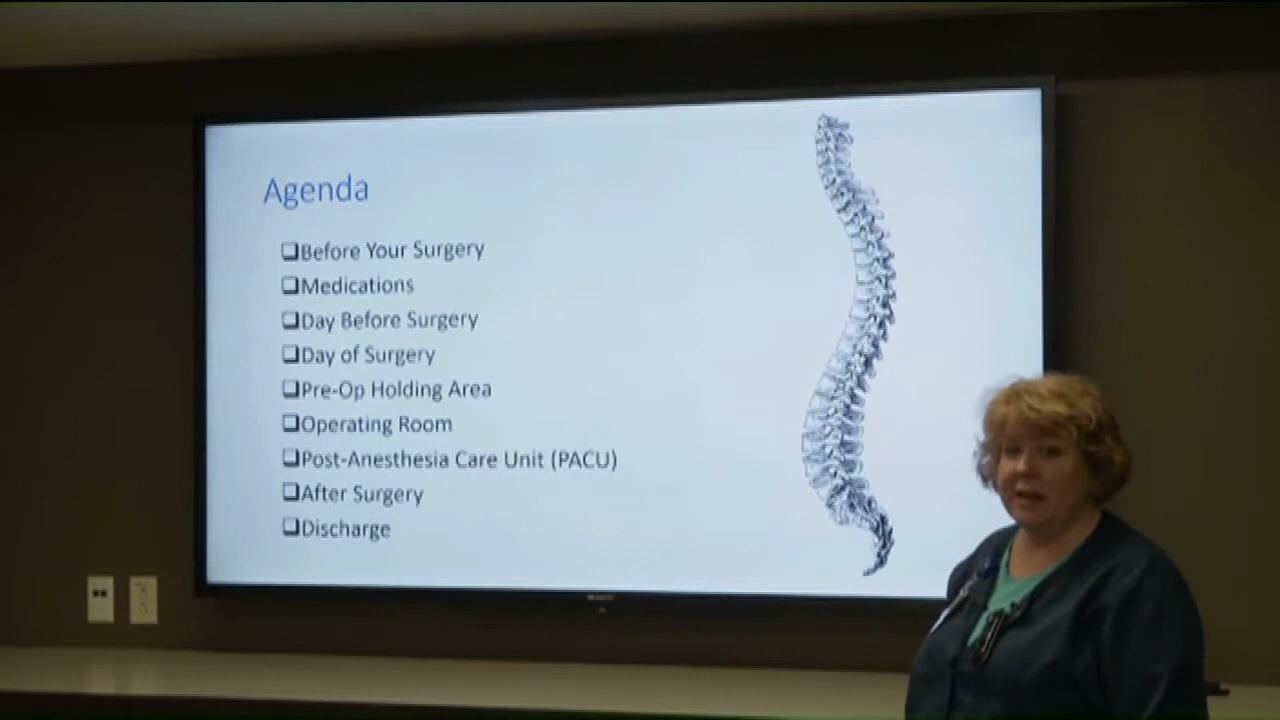 Agenda
❑Before Your Surgery
❑Medications
❑Day Before Surgery
❑Day of Surgery
❑Pre-Op Holding Area
❑Operating Room
❑Post-Anesthesia Care Unit (PACU)
❑After Surgery
❑Discharge